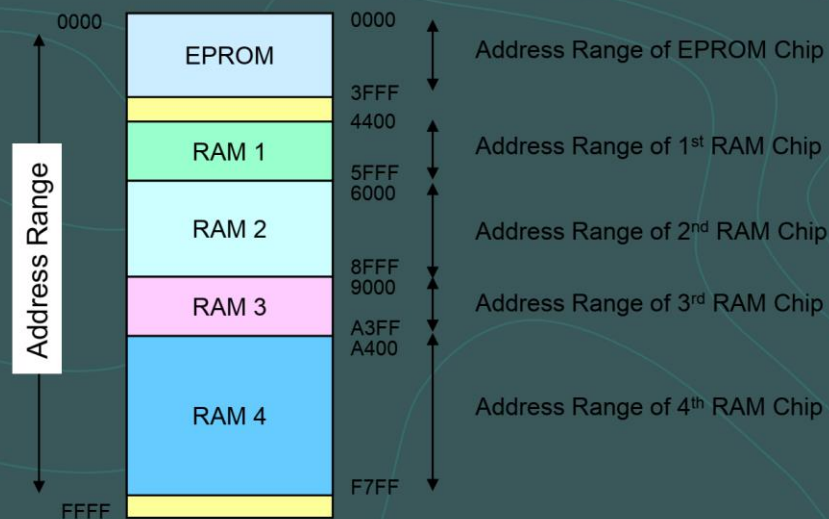 0000
0000
EPROM
Address Range of EPROM Chip
3FFF
4400
RAM 1
Address Range of 1st RAM Chip
5FFF
6000
Address Range
RAM 2
Address Range of 2nd RAM Chip
8FFF
9000
RAM 3
Address Range of 3rd RAM Chip
A3FF
A400
RAM 4
Address Range of 4th RAM Chip
F7FF
FFFF